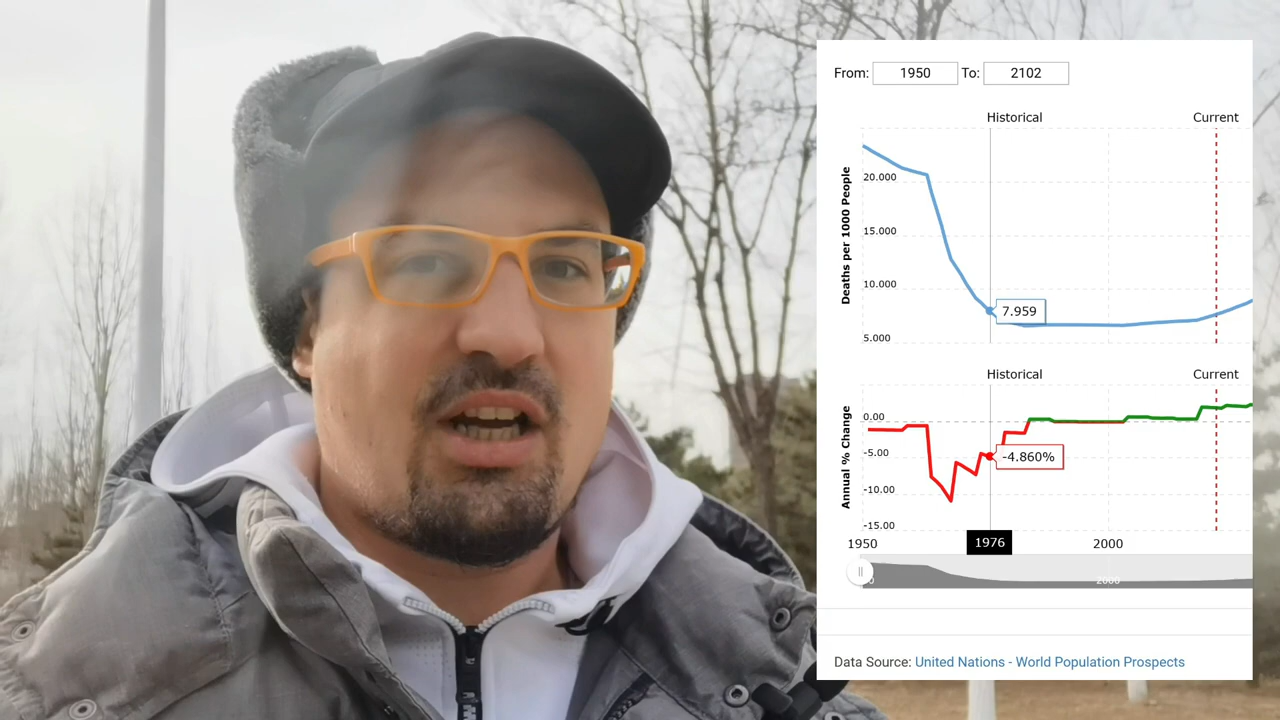 From: 1950 To: 2102
Historical Current
Deaths per 1000 People
20.000
15.000
10.000
7.959
5.000
Historical Current
Annual % Change
0.00
-5.00
-4.860%
-10.00
-15.00
1950 1976 2000
2000
Data Source: United Nations - World Population Prospects